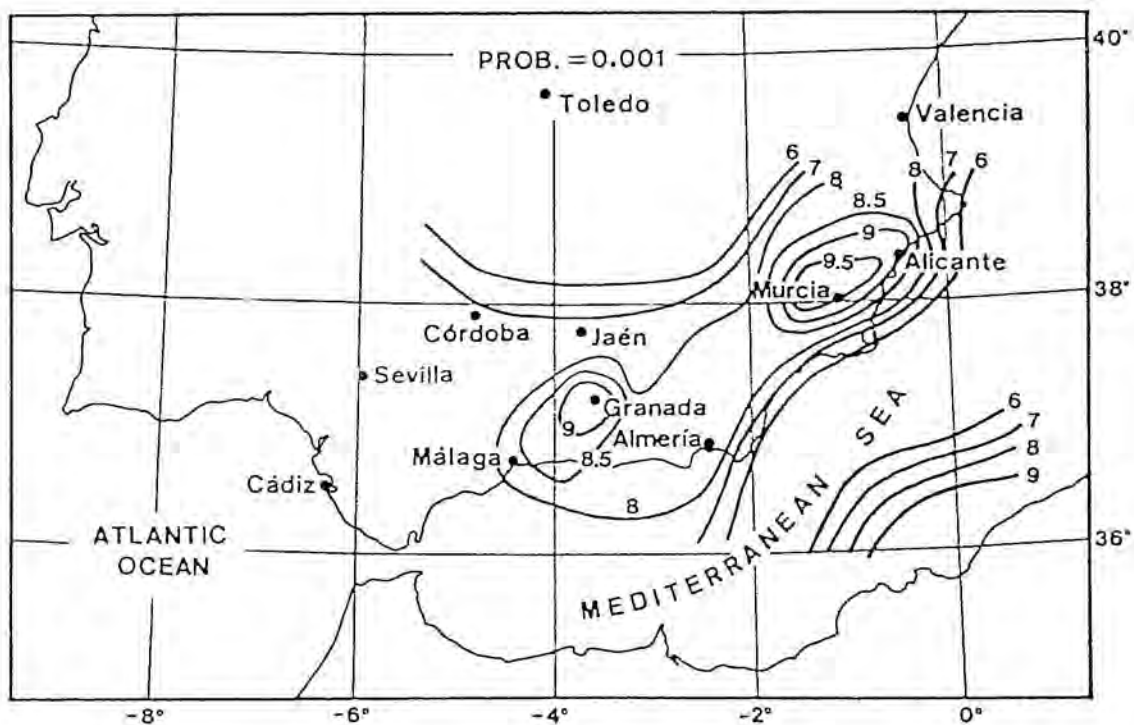 40°
PROB. = 0.001
Toledo
Valencia
6
7
8
8
7
6
8.5
9
9.5
Alicante
Murcia
38°
Córdoba
Jaén
Sevilla
Granada
9
Almería
8.5
Málaga
Cádiz
8
6
7
8
9
ATLANTIC
OCEAN
MEDITERRANEAN SEA
36°
-8°
-6°
-4°
-2°
0°